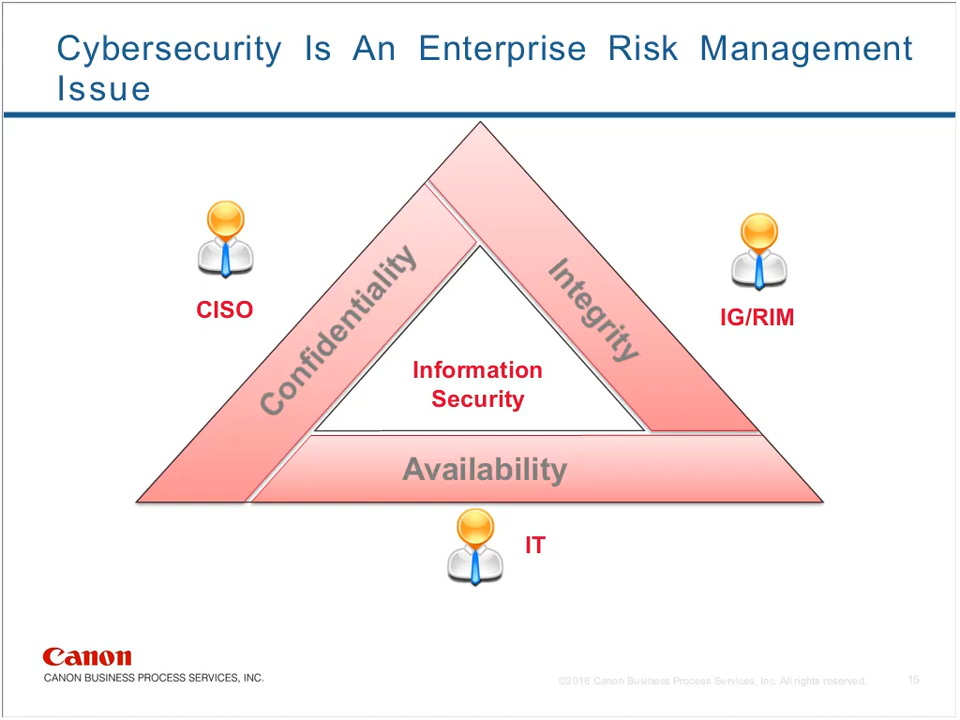 Cybersecurity Is An Enterprise Risk Management
Issue
CISO
Confidentiality
Integrity
IG/RIM
Information
Security
Availability
IT
Canon
CANON BUSINESS PROCESS SERVICES, INC.
©2016 Canon Business Process Services, Inc. All rights reserved.
15